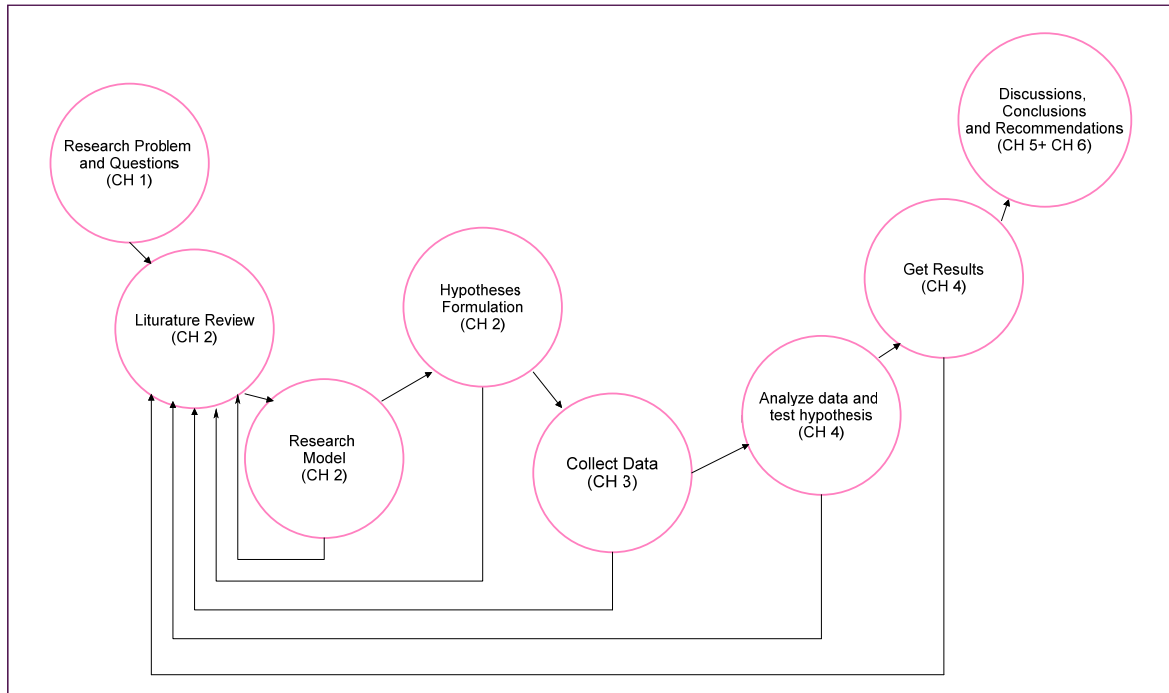 Research Problem
and Questions
(CH 1)
Liturature Review
(CH 2)
Research
Model
(CH 2)
Hypotheses
Formulation
(CH 2)
Collect Data
(CH 3)
Analyze data and
test hypothesis
(CH 4)
Get Results
(CH 4)
Discussions,
Conclusions
and Recommendations
(CH 5+ CH 6)